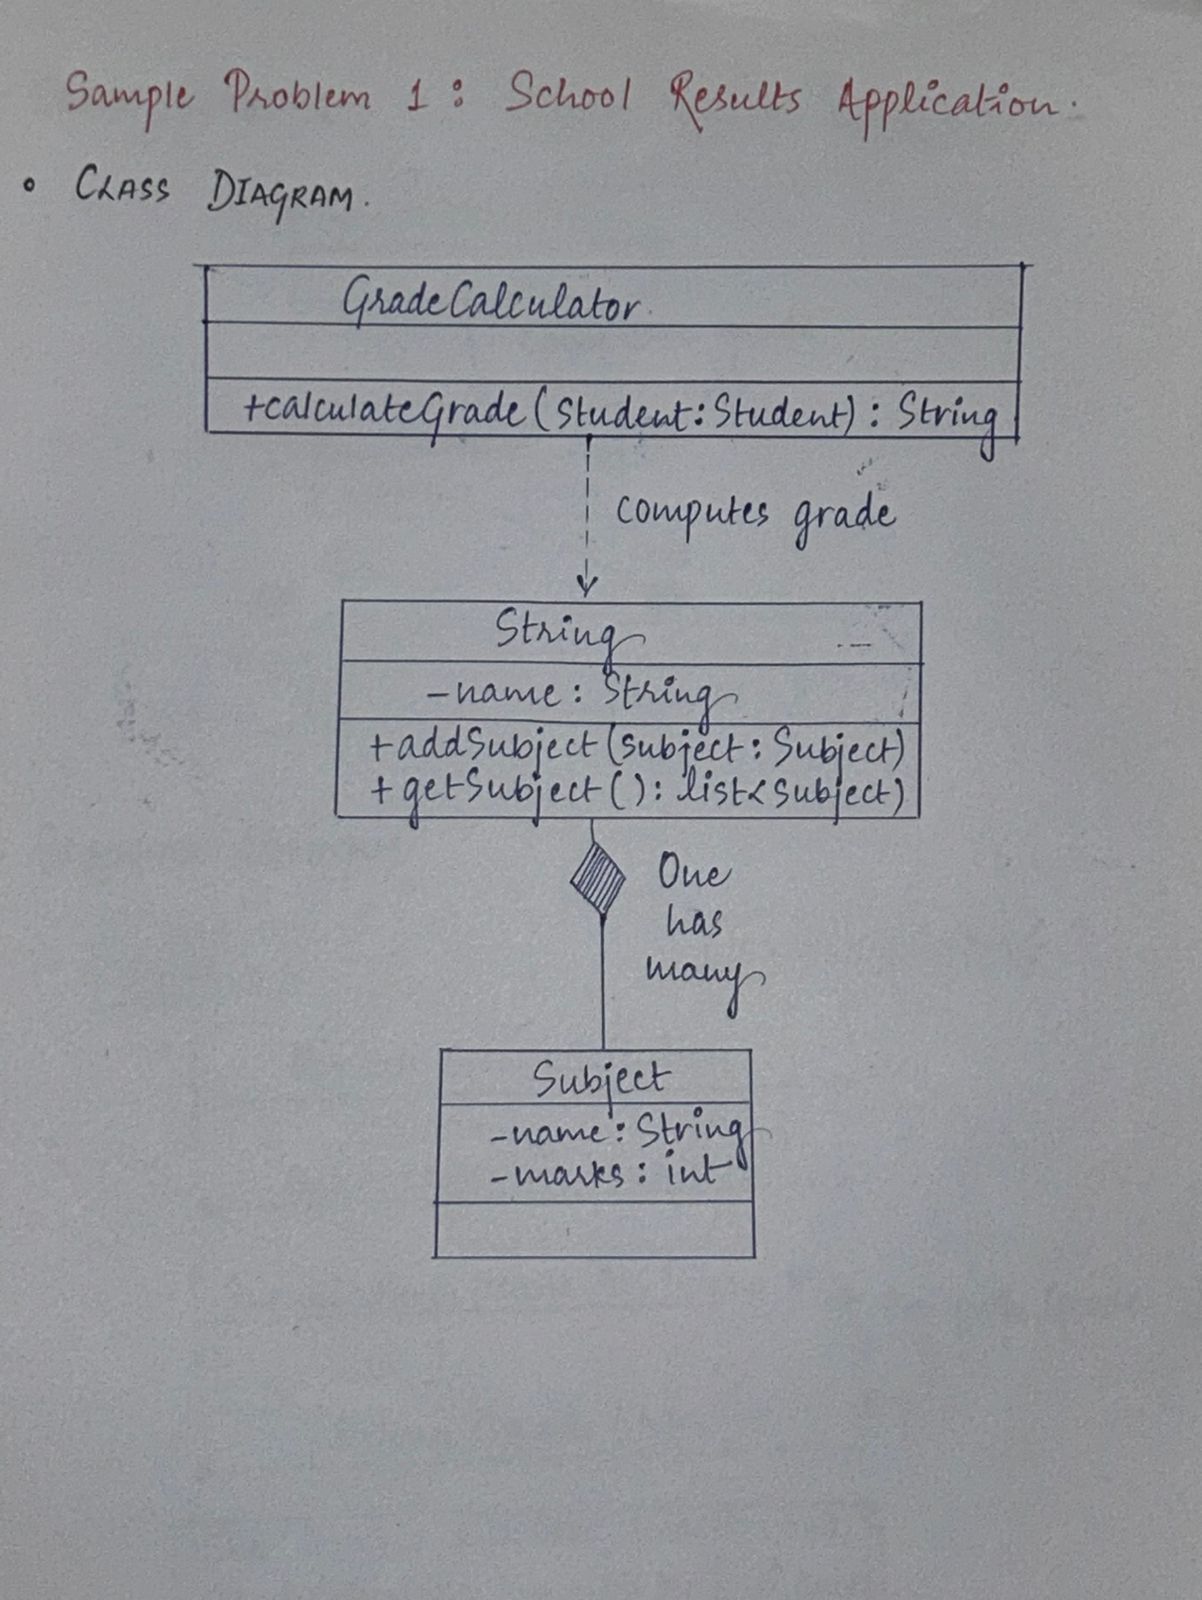 Sample Problem 1 : School Results Application.
• CLASS DIAGRAM.
GradeCalculator
+calculateGrade(Student:Student) : String
computes grade
String
-name: String
+addSubject(subject: Subject)
+getSubject(): list<Subject)
One
has
many
Subject
-name: String
-marks: int